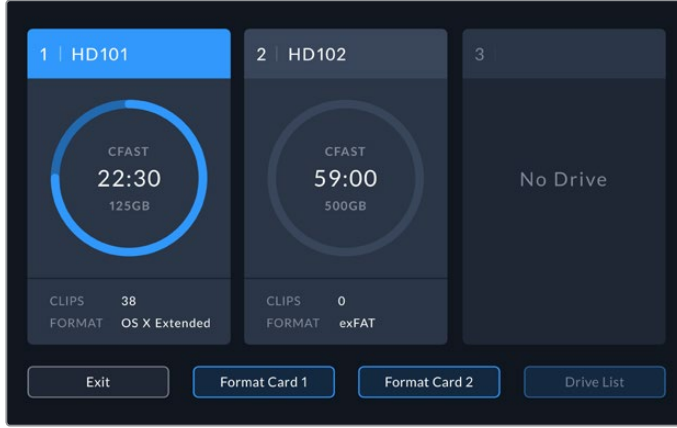 1 | HD101
CFAST
22:30
125GB
CLIPS 38
FORMAT OS X Extended
2 | HD102
CFAST
59:00
500GB
CLIPS 0
FORMAT exFAT
3
No Drive
Exit
Format Card 1
Format Card 2
Drive List